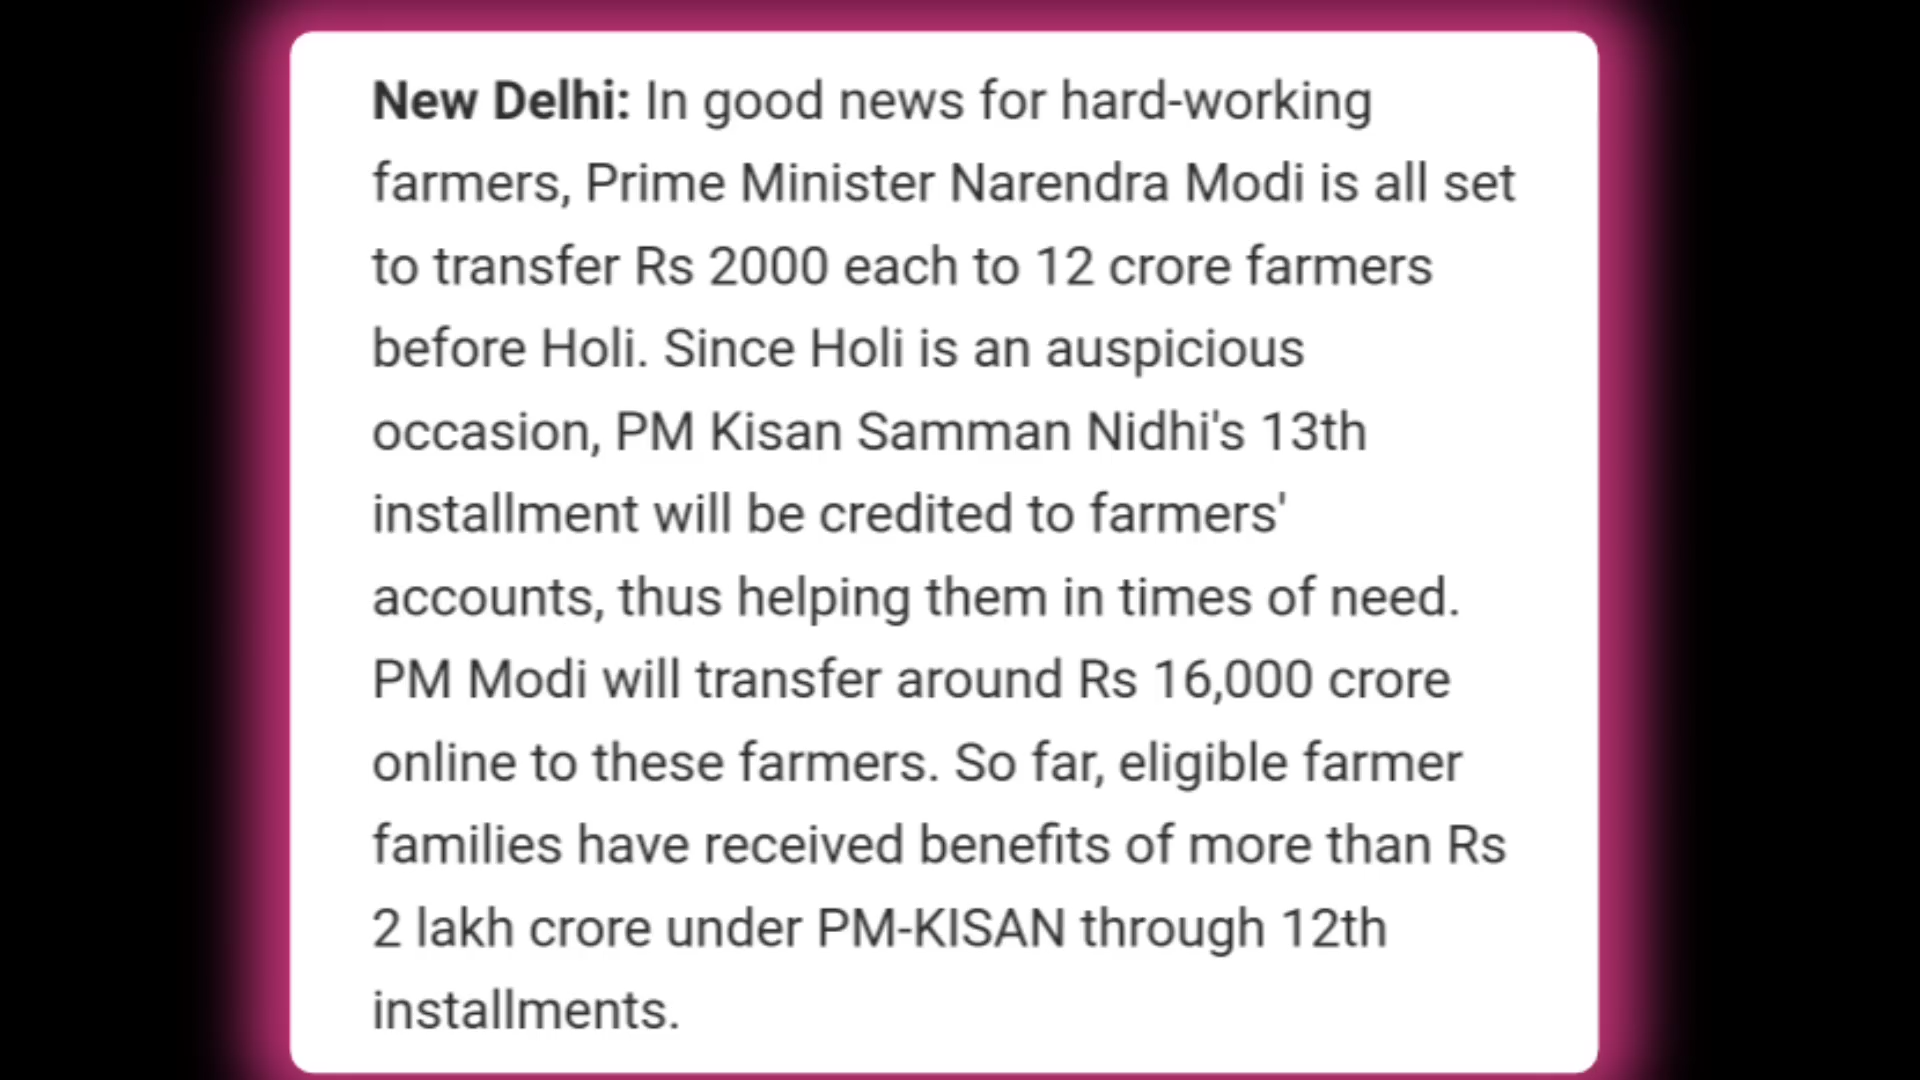 New Delhi: In good news for hard-working
farmers, Prime Minister Narendra Modi is all set
to transfer Rs 2000 each to 12 crore farmers
before Holi. Since Holi is an auspicious
occasion, PM Kisan Samman Nidhi's 13th
installment will be credited to farmers'
accounts, thus helping them in times of need.
PM Modi will transfer around Rs 16,000 crore
online to these farmers. So far, eligible farmer
families have received benefits of more than Rs
2 lakh crore under PM-KISAN through 12th
installments.